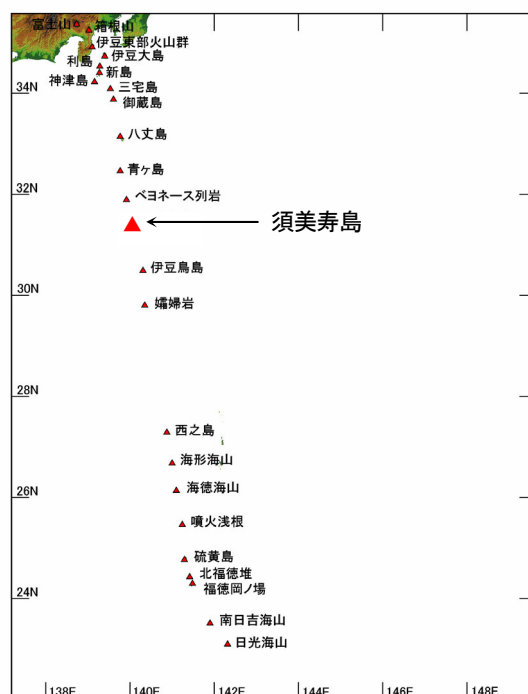 富士山
箱根山
伊豆東部火山群
利島
伊豆大島
新島
神津島
三宅島
34N
御蔵島
八丈島
青ヶ島
32N
ベヨネース列岩
須美寿島
伊豆鳥島
30N
孀婦岩
28N
西之島
海形海山
海徳海山
26N
噴火浅根
硫黄島
北福徳堆
福徳岡ノ場
24N
南日吉海山
日光海山
138E
140E
142E
144E
146E
148E